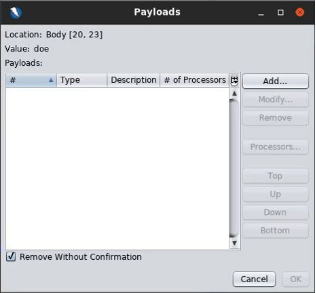 Payloads
Location: Body [20, 23]
Value: doe
Payloads:
# Type Description # of Processors
Add...
Modify...
Remove
Processors...
Top
Up
Down
Bottom
Remove Without Confirmation
Cancel OK